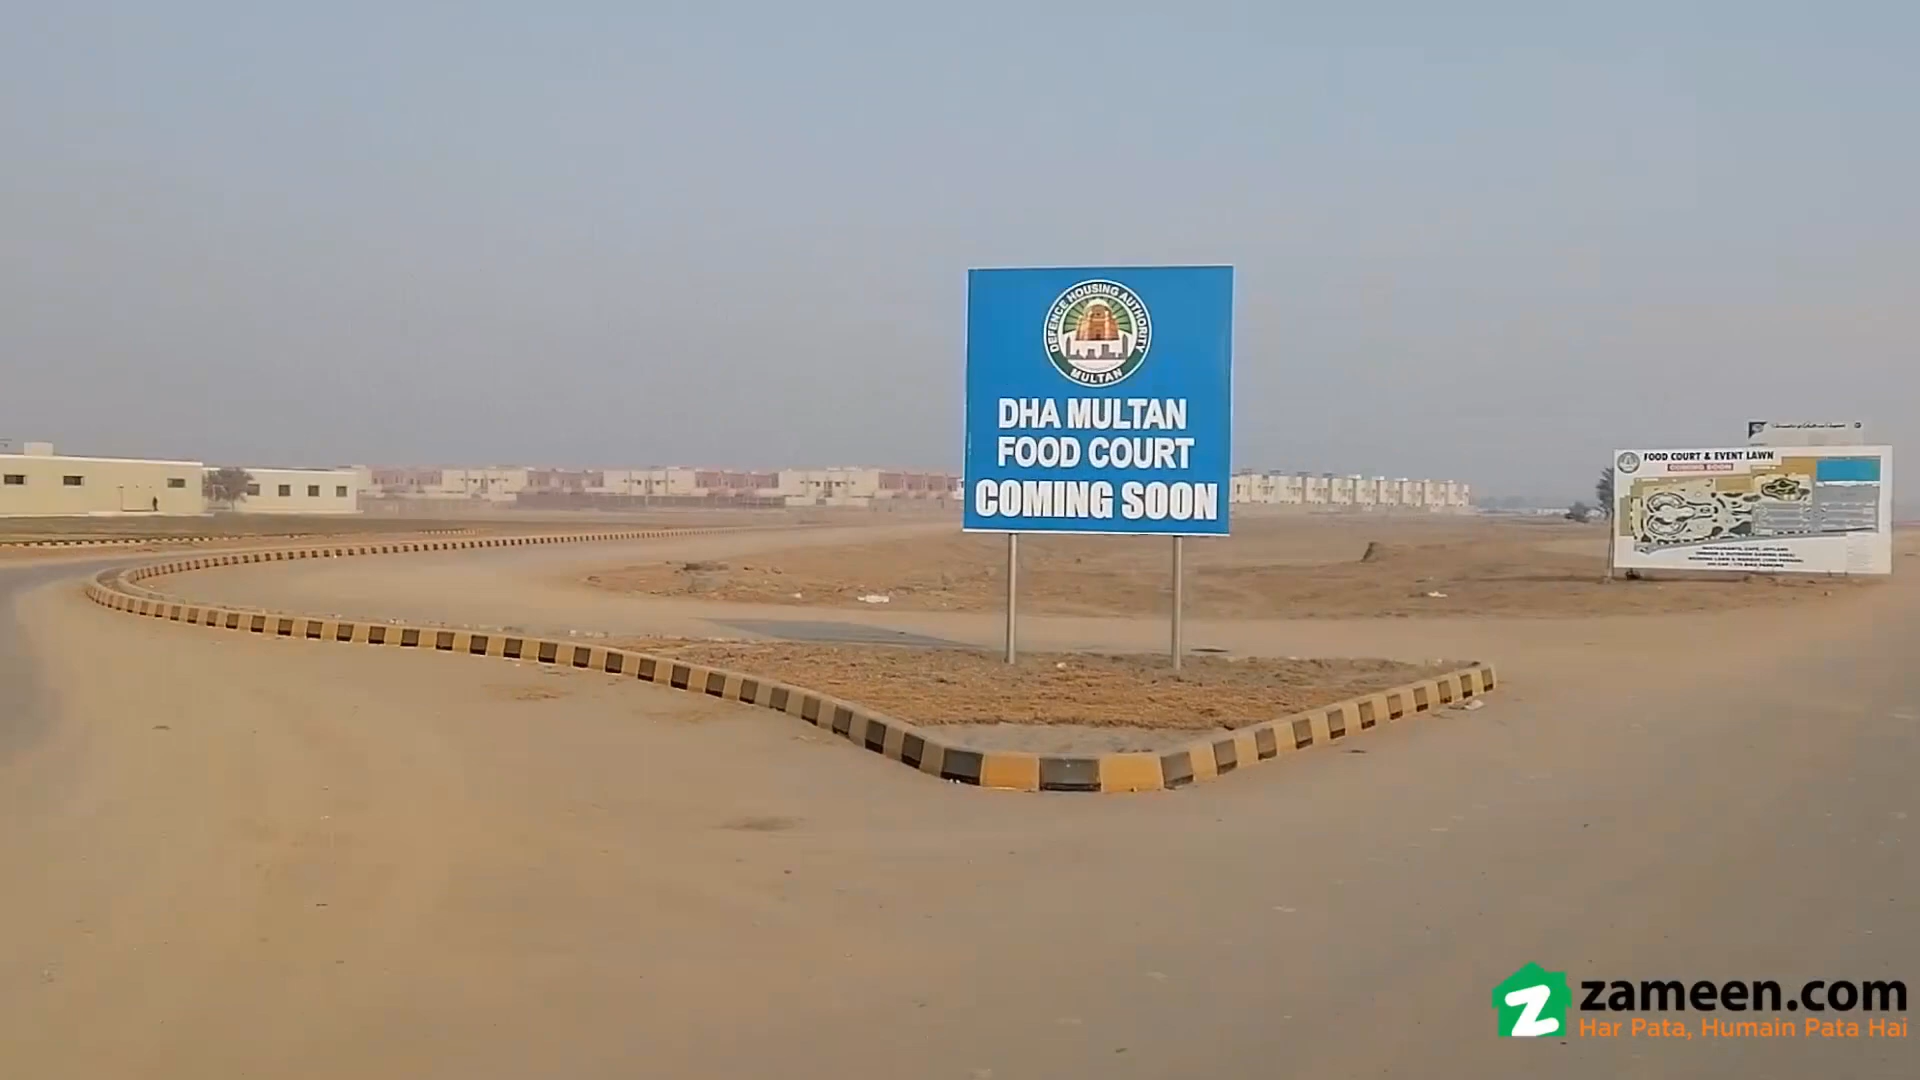 DEFENCE HOUSING AUTHORITY
MULTAN
DHA MULTAN
FOOD COURT
COMING SOON
FOOD COURT & EVENT LAWN
COMING SOON
zameen.com
Har Pata, Humain Pata Hai